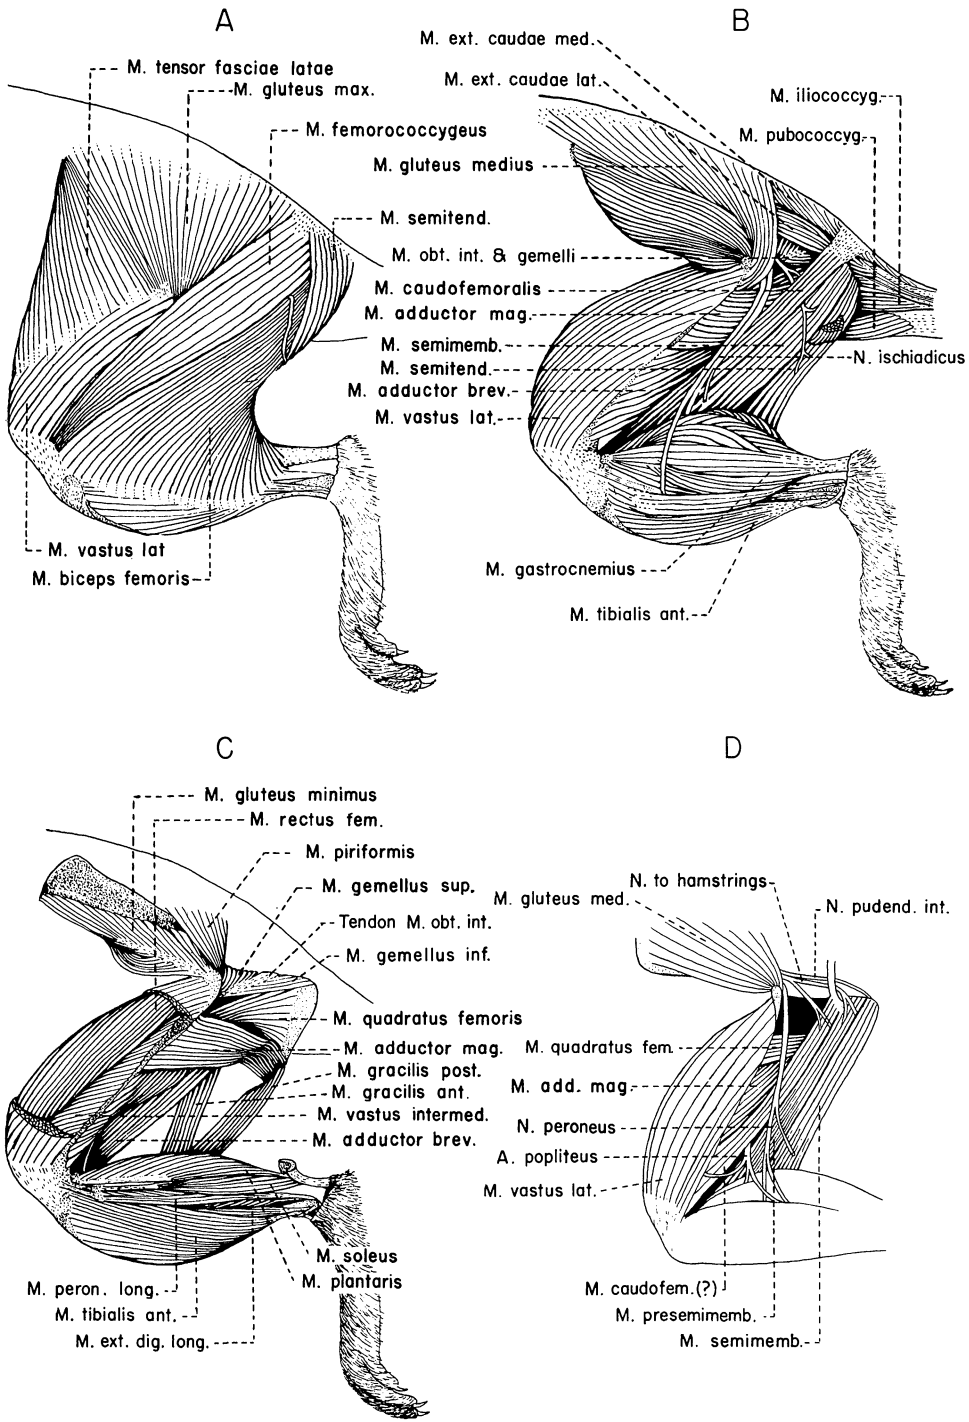 A
M. tensor fasciae latae
M. gluteus max.
M. femorococcygeus
M. semitend.
M. vastus lat
M. biceps femoris
B
M. ext. caudae med.
M. ext. caudae lat.
M. iliococcyg.
M. pubococcyg.
M. gluteus medius
M. obt. int. & gemelli
M. caudofemoralis
M. adductor mag.
M. semimemb.
N. ischiadicus
M. semitend.
M. adductor brev.
M. vastus lat.
M. gastrocnemius
M. tibialis ant.
C
M. gluteus minimus
M. rectus fem.
M. piriformis
M. gemellus sup.
Tendon M. obt. int.
M. gemellus inf.
M. quadratus femoris
M. adductor mag.
M. gracilis post.
M. gracilis ant.
M. vastus intermed.
M. adductor brev.
M. soleus
M. plantaris
M. peron. long.
M. tibialis ant.
M. ext. dig. long.
D
N. to hamstrings
M. gluteus med.
N. pudend. int.
M. quadratus fem.
M. add. mag.
N. peroneus
A. popliteus
M. vastus lat.
M. caudofem.(?)
M. presemimemb.
M. semimemb.